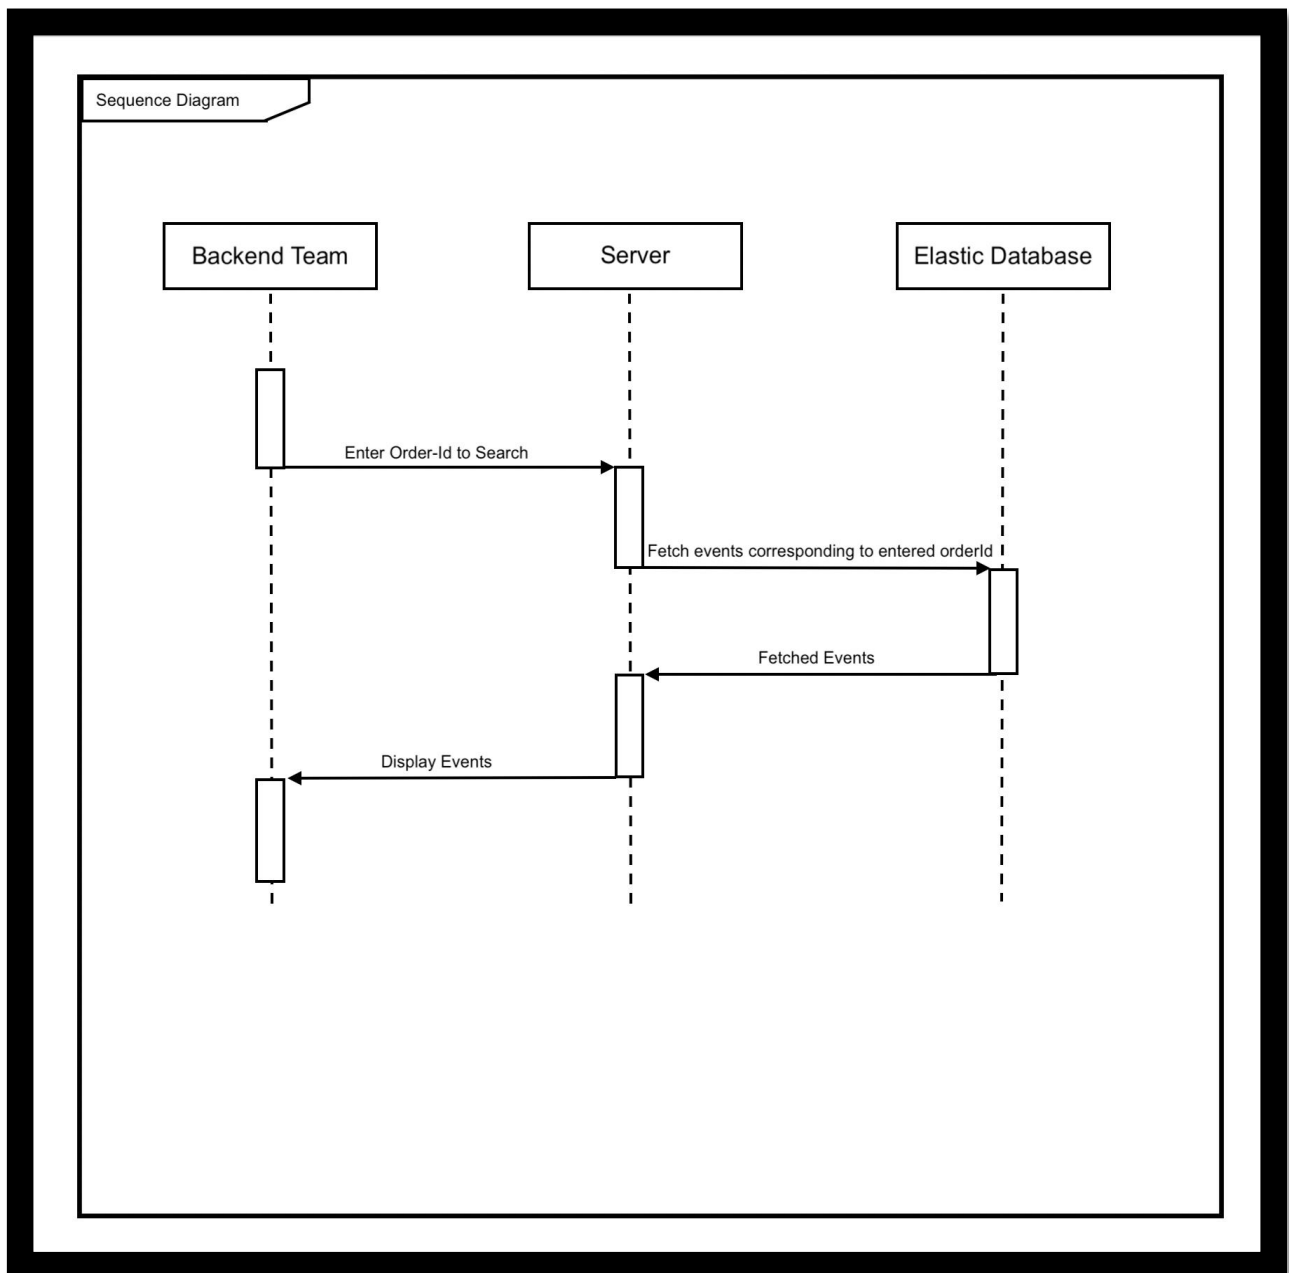 Sequence Diagram
Backend Team
Server
Elastic Database
Enter Order-Id to Search
Fetch events corresponding to entered orderId
Fetched Events
Display Events